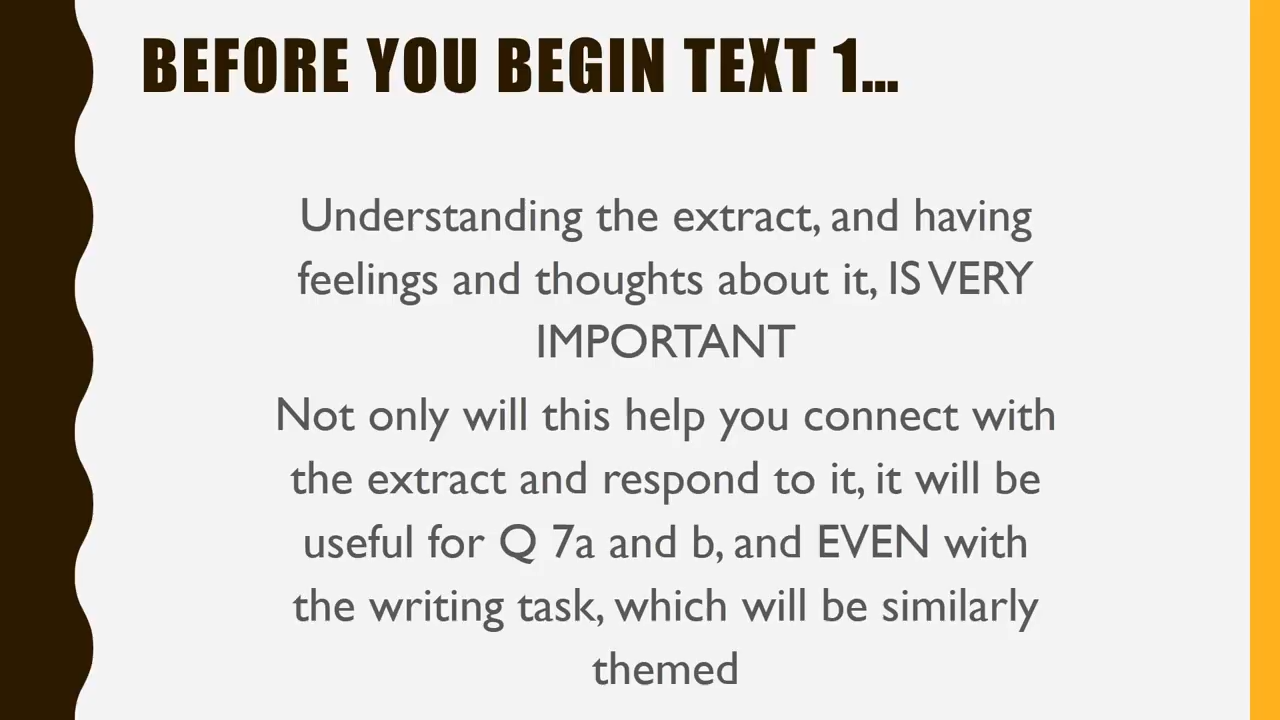 BEFORE YOU BEGIN TEXT 1...
Understanding the extract, and having
feelings and thoughts about it, IS VERY
IMPORTANT
Not only will this help you connect with
the extract and respond to it, it will be
useful for Q 7a and b, and EVEN with
the writing task, which will be similarly
themed